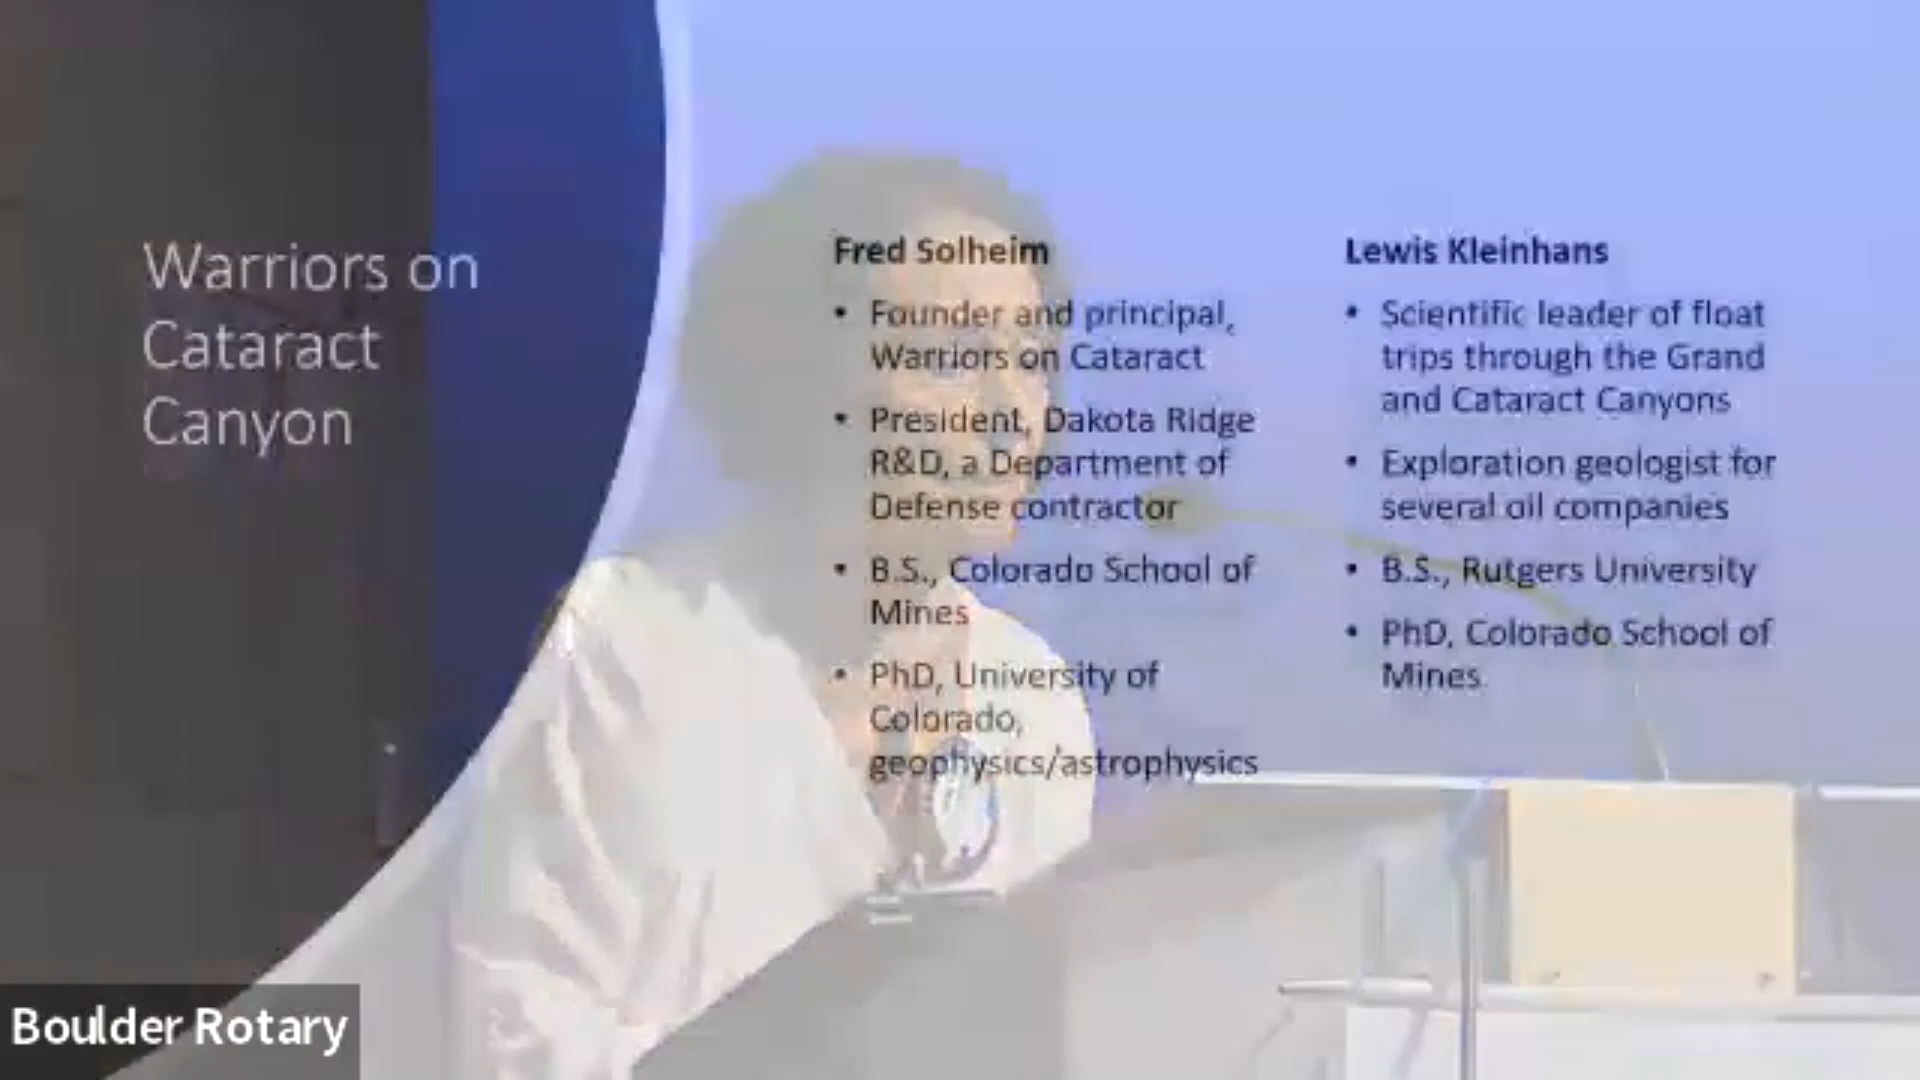 Warriors on
Cataract
Canyon
Fred Solheim
• Founder and principal,
Warriors on Cataract
• President, Dakota Ridge
R&D, a Department of
Defense contractor
• B.S., Colorado School of
Mines
• PhD, University of
Colorado,
geophysics/astrophysics
Lewis Kleinhans
• Scientific leader of float
trips through the Grand
and Cataract Canyons
• Exploration geologist for
several oil companies
• B.S., Rutgers University
• PhD, Colorado School of
Mines
Boulder Rotary